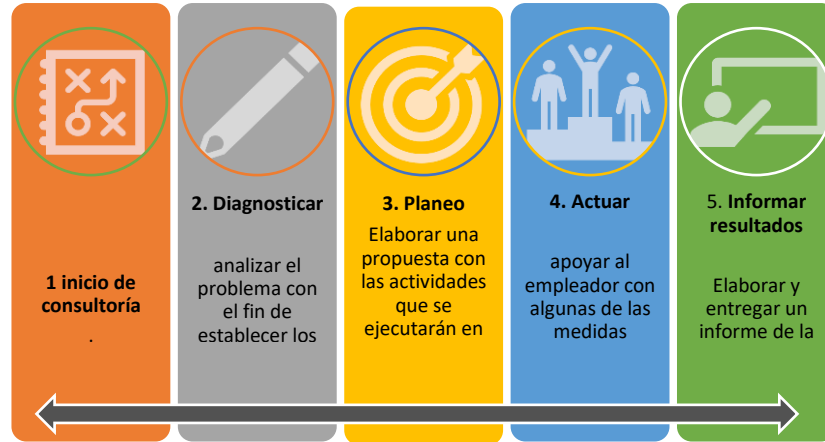 1 inicio de
consultoría
.
2. Diagnosticar
analizar el
problema con
el fin de
establecer los
3. Planeo
Elaborar una
propuesta con
las actividades
que se
ejecutarán en
4. Actuar
apoyar al
empleador con
algunas de las
medidas
5. Informar
resultados
Elaborar y
entregar un
informe de la